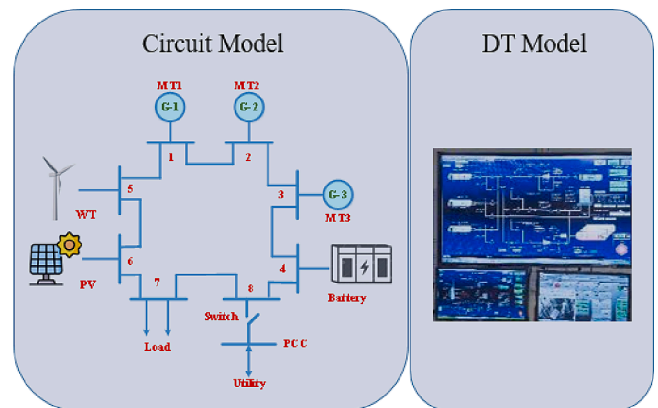 Circuit Model
DT Model
MT1
MT2
G-1
G-2
1
2
5
3
G-3
WT
MT3
6
4
PV
7
8
Battery
Switch
Load
PCC
Utility